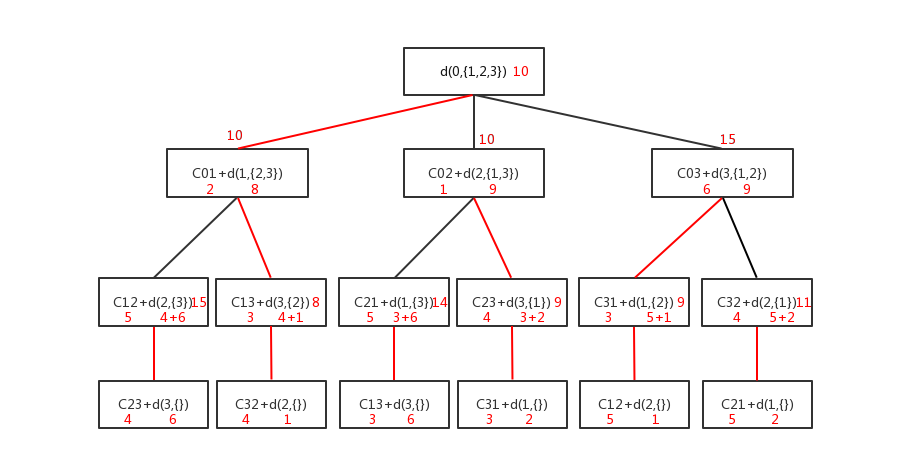 d(0,{1,2,3}) 10
10
10
15
C01+d(1,{2,3})
2 8
C02+d(2,{1,3})
1 9
C03+d(3,{1,2})
6 9
C12+d(2,{3}) 15
5 4+6
C13+d(3,{2}) 8
3 4+1
C21+d(1,{3}) 14
5 3+6
C23+d(3,{1}) 9
4 3+2
C31+d(1,{2}) 9
3 5+1
C32+d(2,{1}) 11
4 5+2
C23+d(3,{})
4 6
C32+d(2,{})
4 1
C13+d(3,{})
3 6
C31+d(1,{})
3 2
C12+d(2,{})
5 1
C21+d(1,{})
5 2